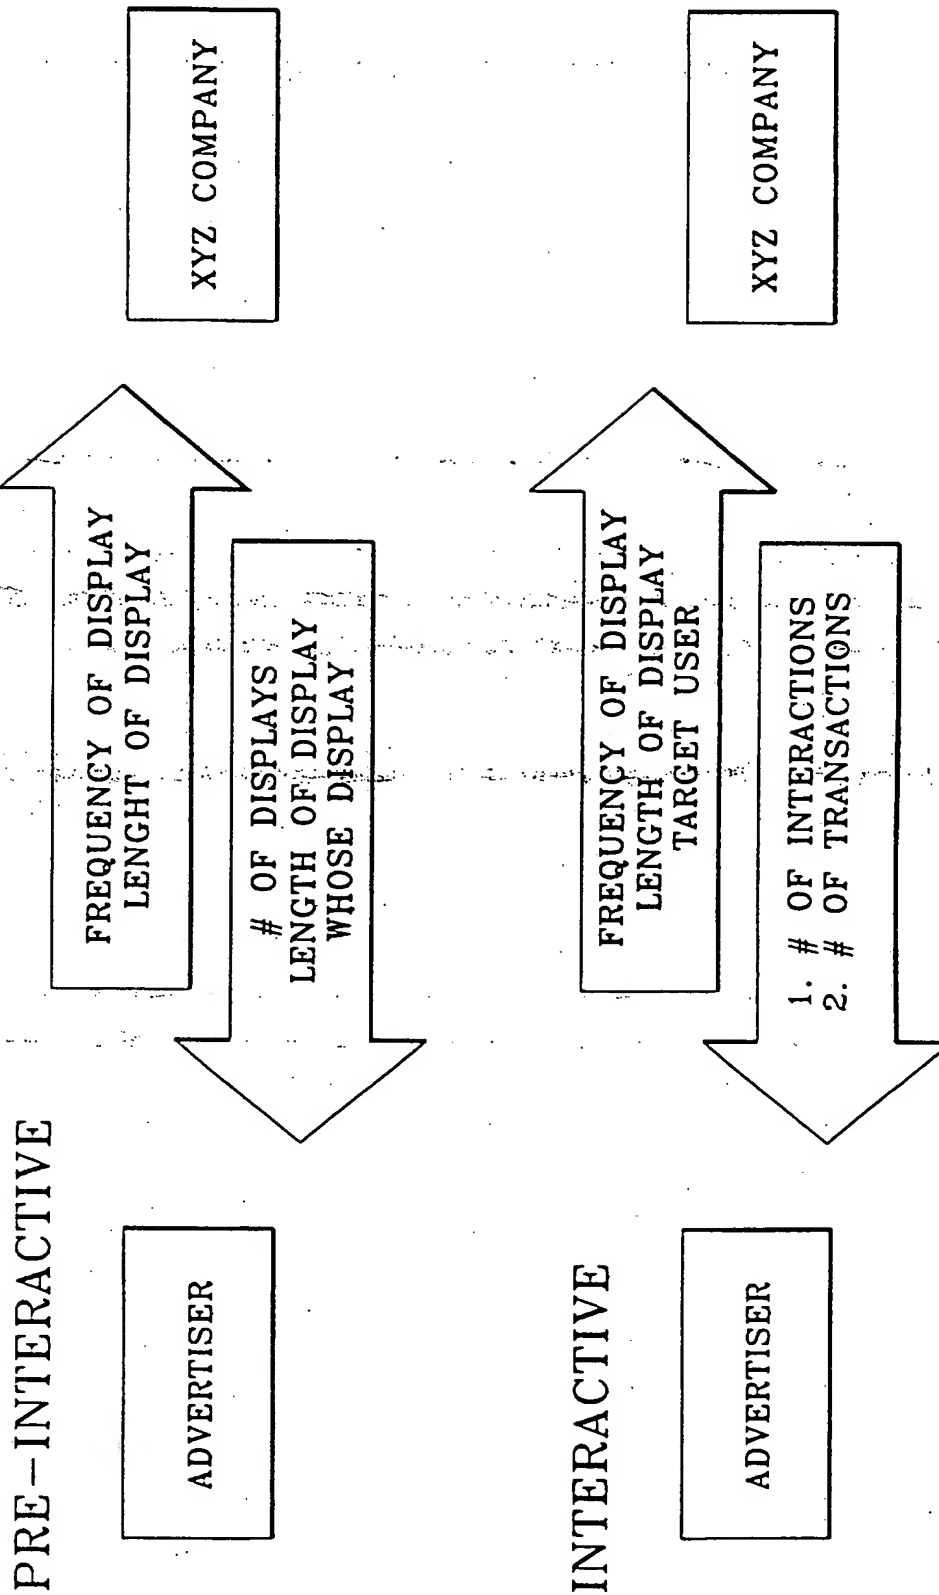 PRE-INTERACTIVE
ADVERTISER
FREQUENCY OF DISPLAY
LENGHT OF DISPLAY
# OF DISPLAYS
LENGTH OF DISPLAY
WHOSE DISPLAY
XYZ COMPANY
INTERACTIVE
ADVERTISER
FREQUENCY OF DISPLAY
LENGTH OF DISPLAY
TARGET USER
1. # OF INTERACTIONS
2. # OF TRANSACTIONS
XYZ COMPANY